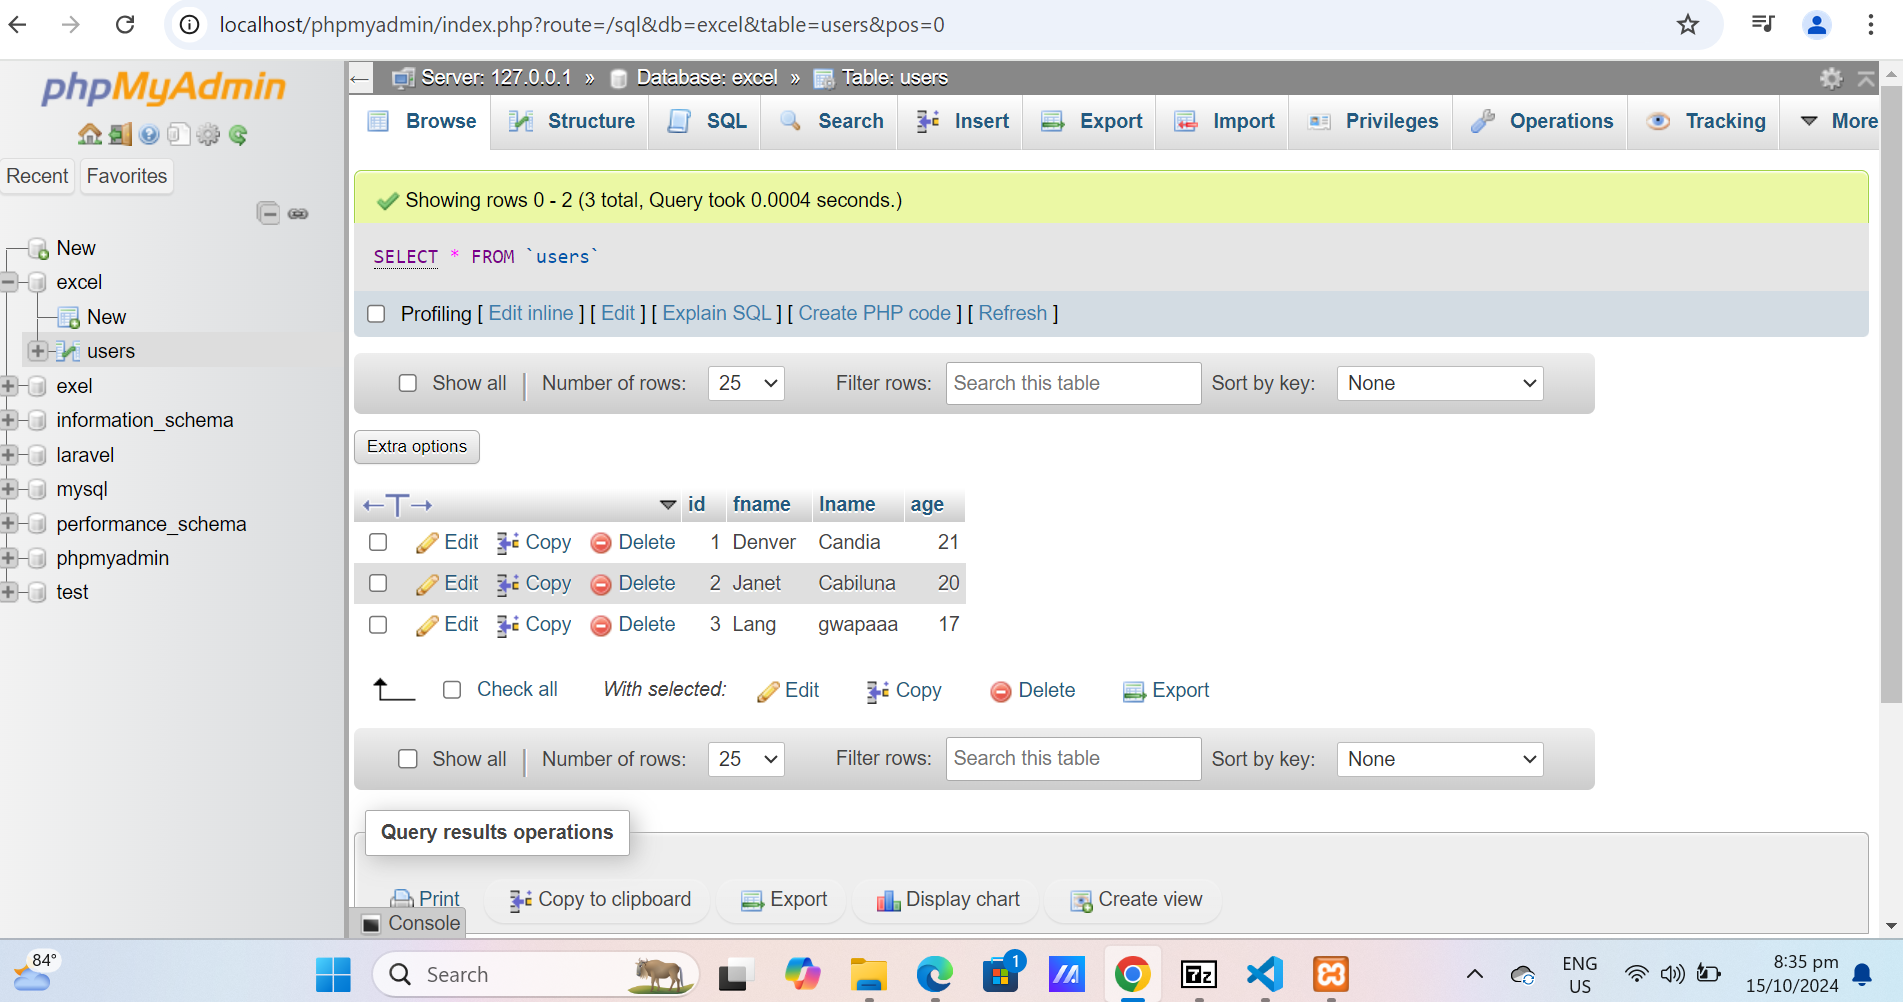 localhost/phpmyadmin/index.php?route=/sql&db=excel&table=users&pos=0
phpMyAdmin
Recent Favorites
New
excel
New
users
exel
information_schema
laravel
mysql
performance_schema
phpmyadmin
test
Server: 127.0.0.1 » Database: excel » Table: users
Browse Structure SQL Search Insert Export Import Privileges Operations Tracking More
Showing rows 0 - 2 (3 total, Query took 0.0004 seconds.)
SELECT * FROM `users`
Profiling [ Edit inline ] [ Edit ] [ Explain SQL ] [ Create PHP code ] [ Refresh ]
Show all | Number of rows: 25 Filter rows: Search this table Sort by key: None
Extra options
←T→ id fname lname age
Edit Copy Delete 1 Denver Candia 21
Edit Copy Delete 2 Janet Cabiluna 20
Edit Copy Delete 3 Lang gwapaaa 17
Check all With selected: Edit Copy Delete Export
Show all | Number of rows: 25 Filter rows: Search this table Sort by key: None
Query results operations
Print Copy to clipboard Export Display chart Create view
Console
84° Search 1 7z ENG US 8:35 pm
15/10/2024